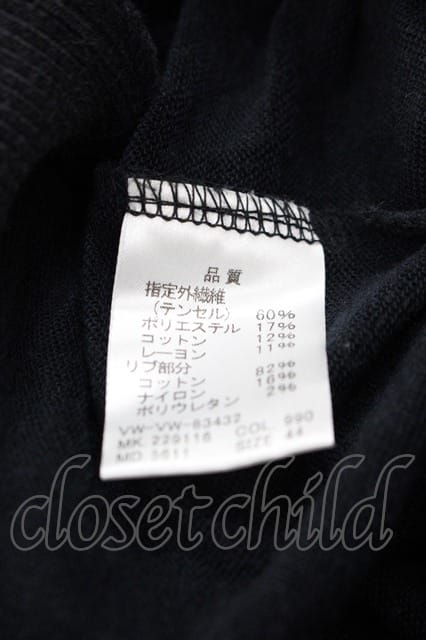 品質
指定外繊維
(テンセル) 60%
ポリエステル 17%
コットン 12%
レーヨン 11%
リブ部分
コットン 82%
ナイロン 16%
ポリウレタン 2%
VW-VW-83432 COL. 990
MK. 229116 SIZE 44
MD. 5611
closetchild